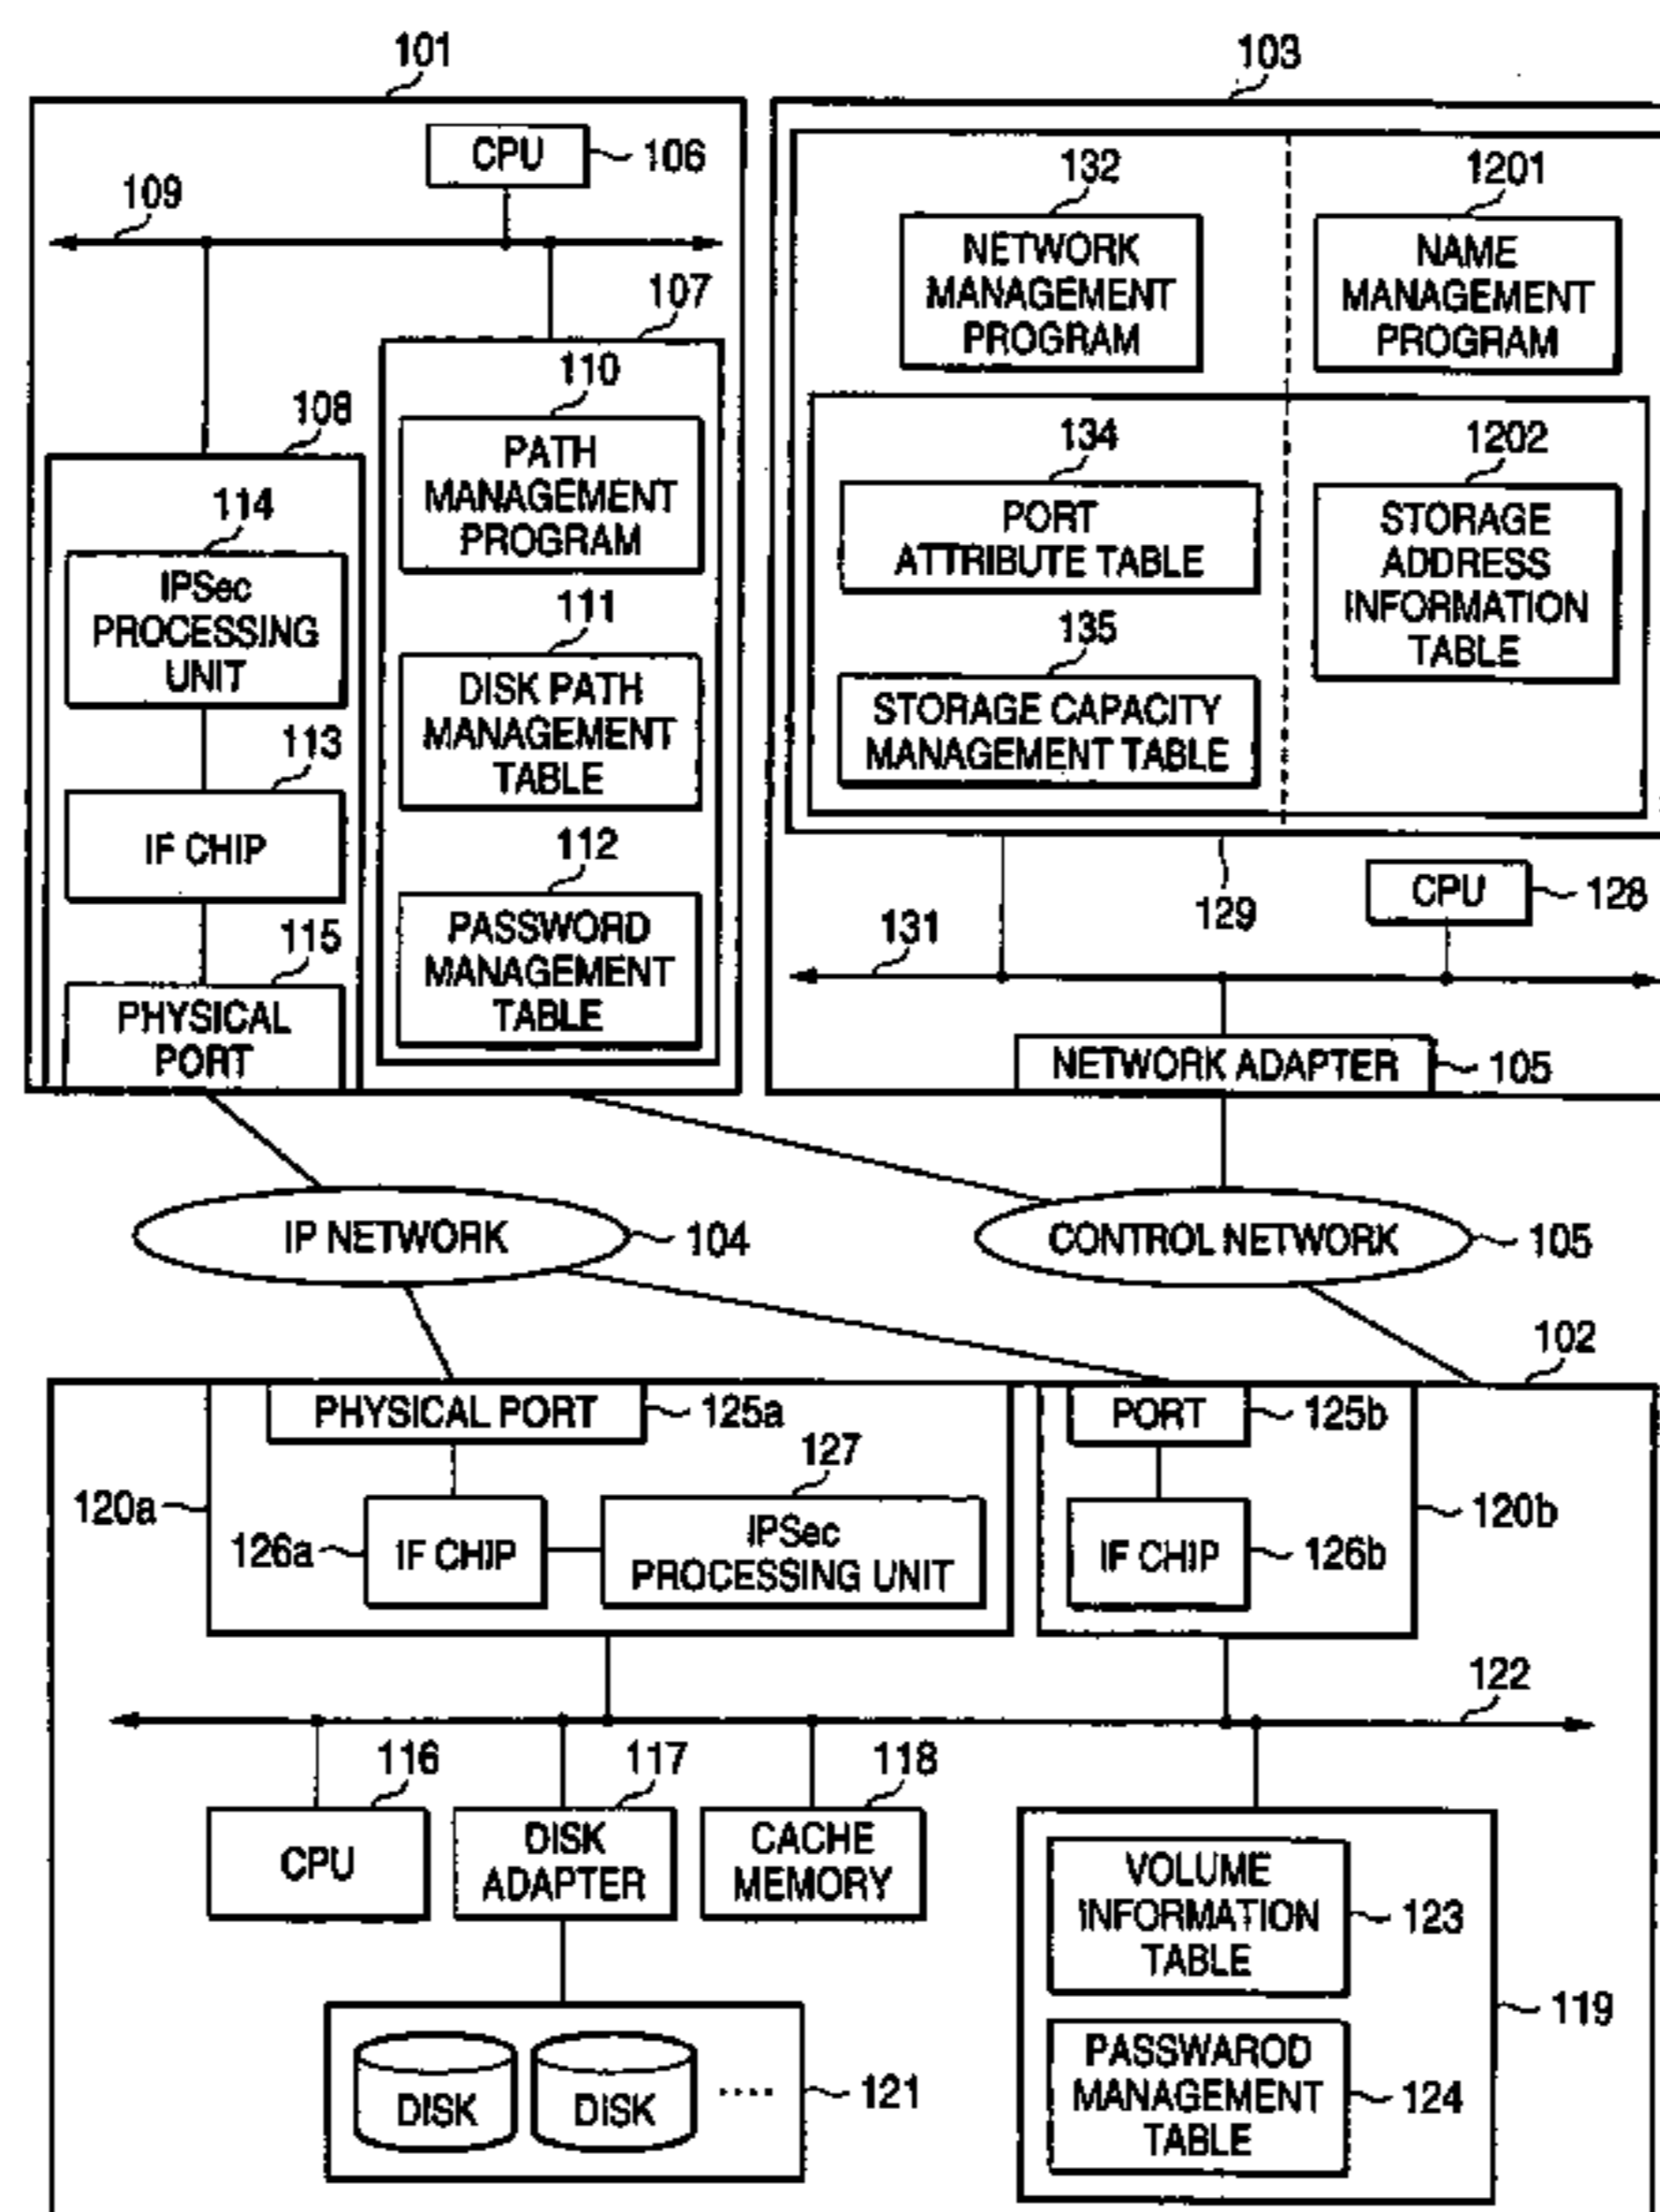 101
CPU
106
109
107
110
PATH
MANAGEMENT
PROGRAM
108
114
IPSec
PROCESSING
UNIT
111
DISK PATH
MANAGEMENT
TABLE
113
IF CHIP
112
PASSWORD
MANAGEMENT
TABLE
115
PHYSICAL
PORT
103
132
NETWORK
MANAGEMENT
PROGRAM
1201
NAME
MANAGEMENT
PROGRAM
134
PORT
ATTRIBUTE TABLE
1202
STORAGE
ADDRESS
INFORMATION
TABLE
135
STORAGE CAPACITY
MANAGEMENT TABLE
129
CPU
128
131
NETWORK ADAPTER
105
IP NETWORK
104
CONTROL NETWORK
105
102
PHYSICAL PORT
125a
PORT
125b
127
120a
126a
IF CHIP
IPSec
PROCESSING UNIT
IF CHIP
126b
120b
122
116
CPU
117
DISK
ADAPTER
118
CACHE
MEMORY
VOLUME
INFORMATION
TABLE
123
119
DISK
DISK
....
121
PASSWAROD
MANAGEMENT
TABLE
124